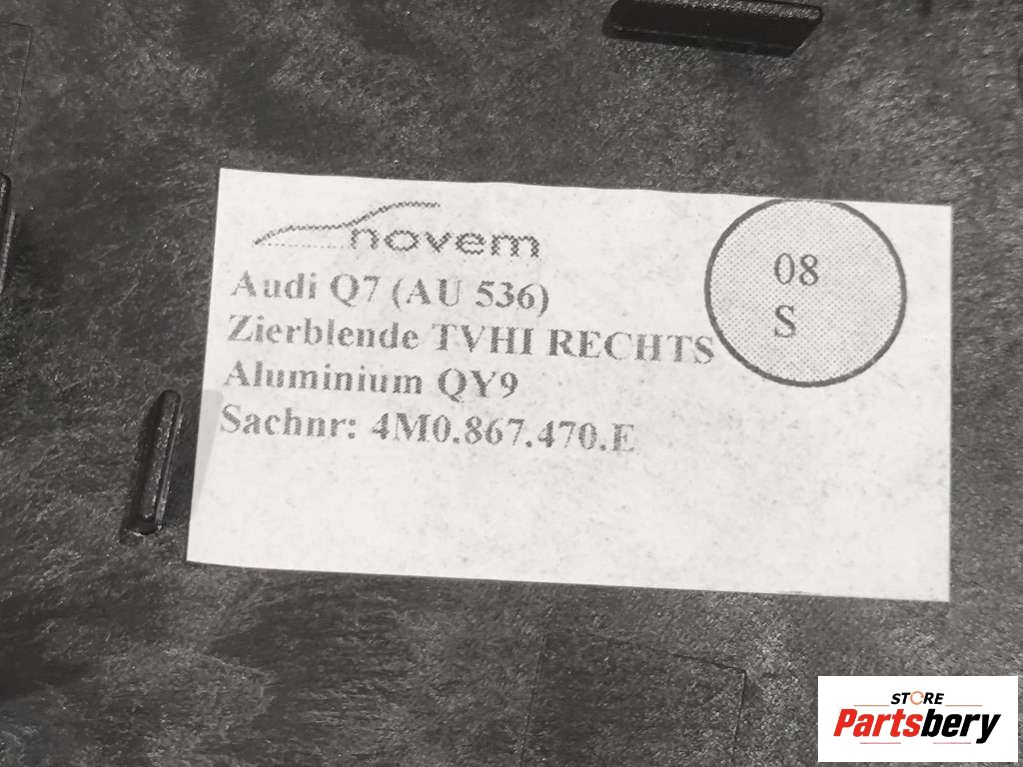 novem
Audi Q7 (AU 536)
Zierblende TVHI RECHTS
Aluminium QY9
Sachnr: 4M0.867.470.E
08
S
STORE
Partsbery